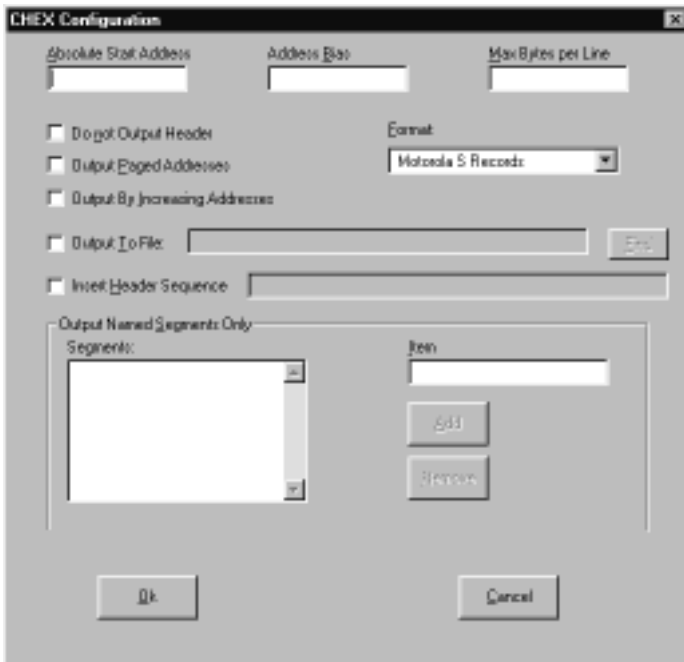 CHEX Configuration
Absolute Start Address
Address Bias
Max Bytes per Line
Do not Output Header
Format
Output Paged Addresses
Motorola S Records
Output By Increasing Addresses
Output To File:
Insert Header Sequence
Output Named Segments Only
Segments:
Item
Add
Remove
Ok
Cancel